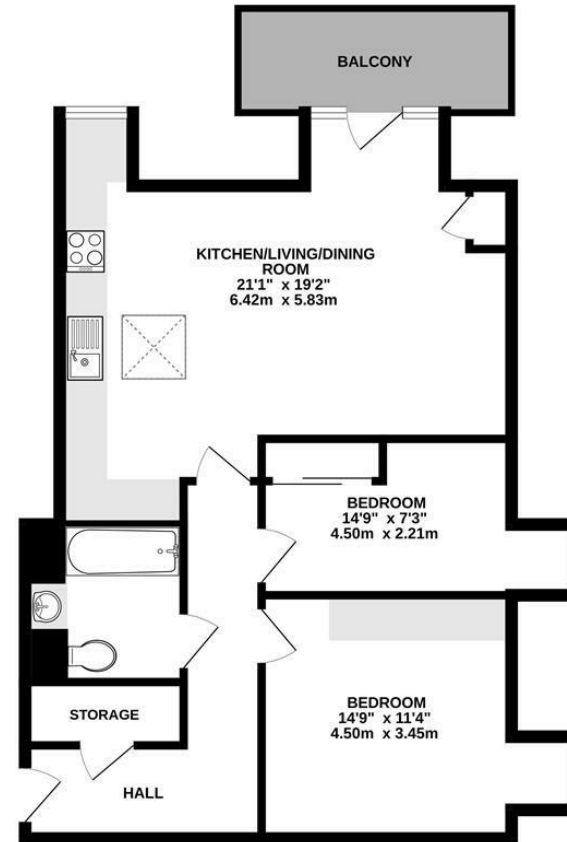 BALCONY
KITCHEN/LIVING/DINING
ROOM
21'1" x 19'2"
6.42m x 5.83m
BEDROOM
14'9" x 7'3"
4.50m x 2.21m
BEDROOM
14'9" x 11'4"
4.50m x 3.45m
STORAGE
HALL